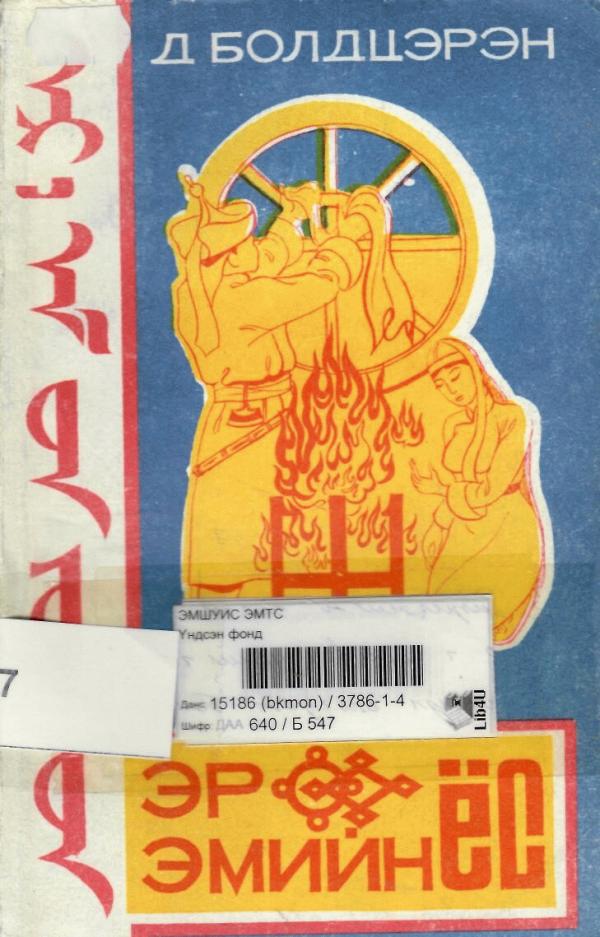 Д БОЛДЦЭРЭН
ЭМШУИС ЭМТС
Үндсэн фонд
Данс: 15186 (bkmon) / 3786-1-4
Шифр: ДАА 640 / Б 547
Lib4U
7
ЭР
ЭМИЙН ЁС